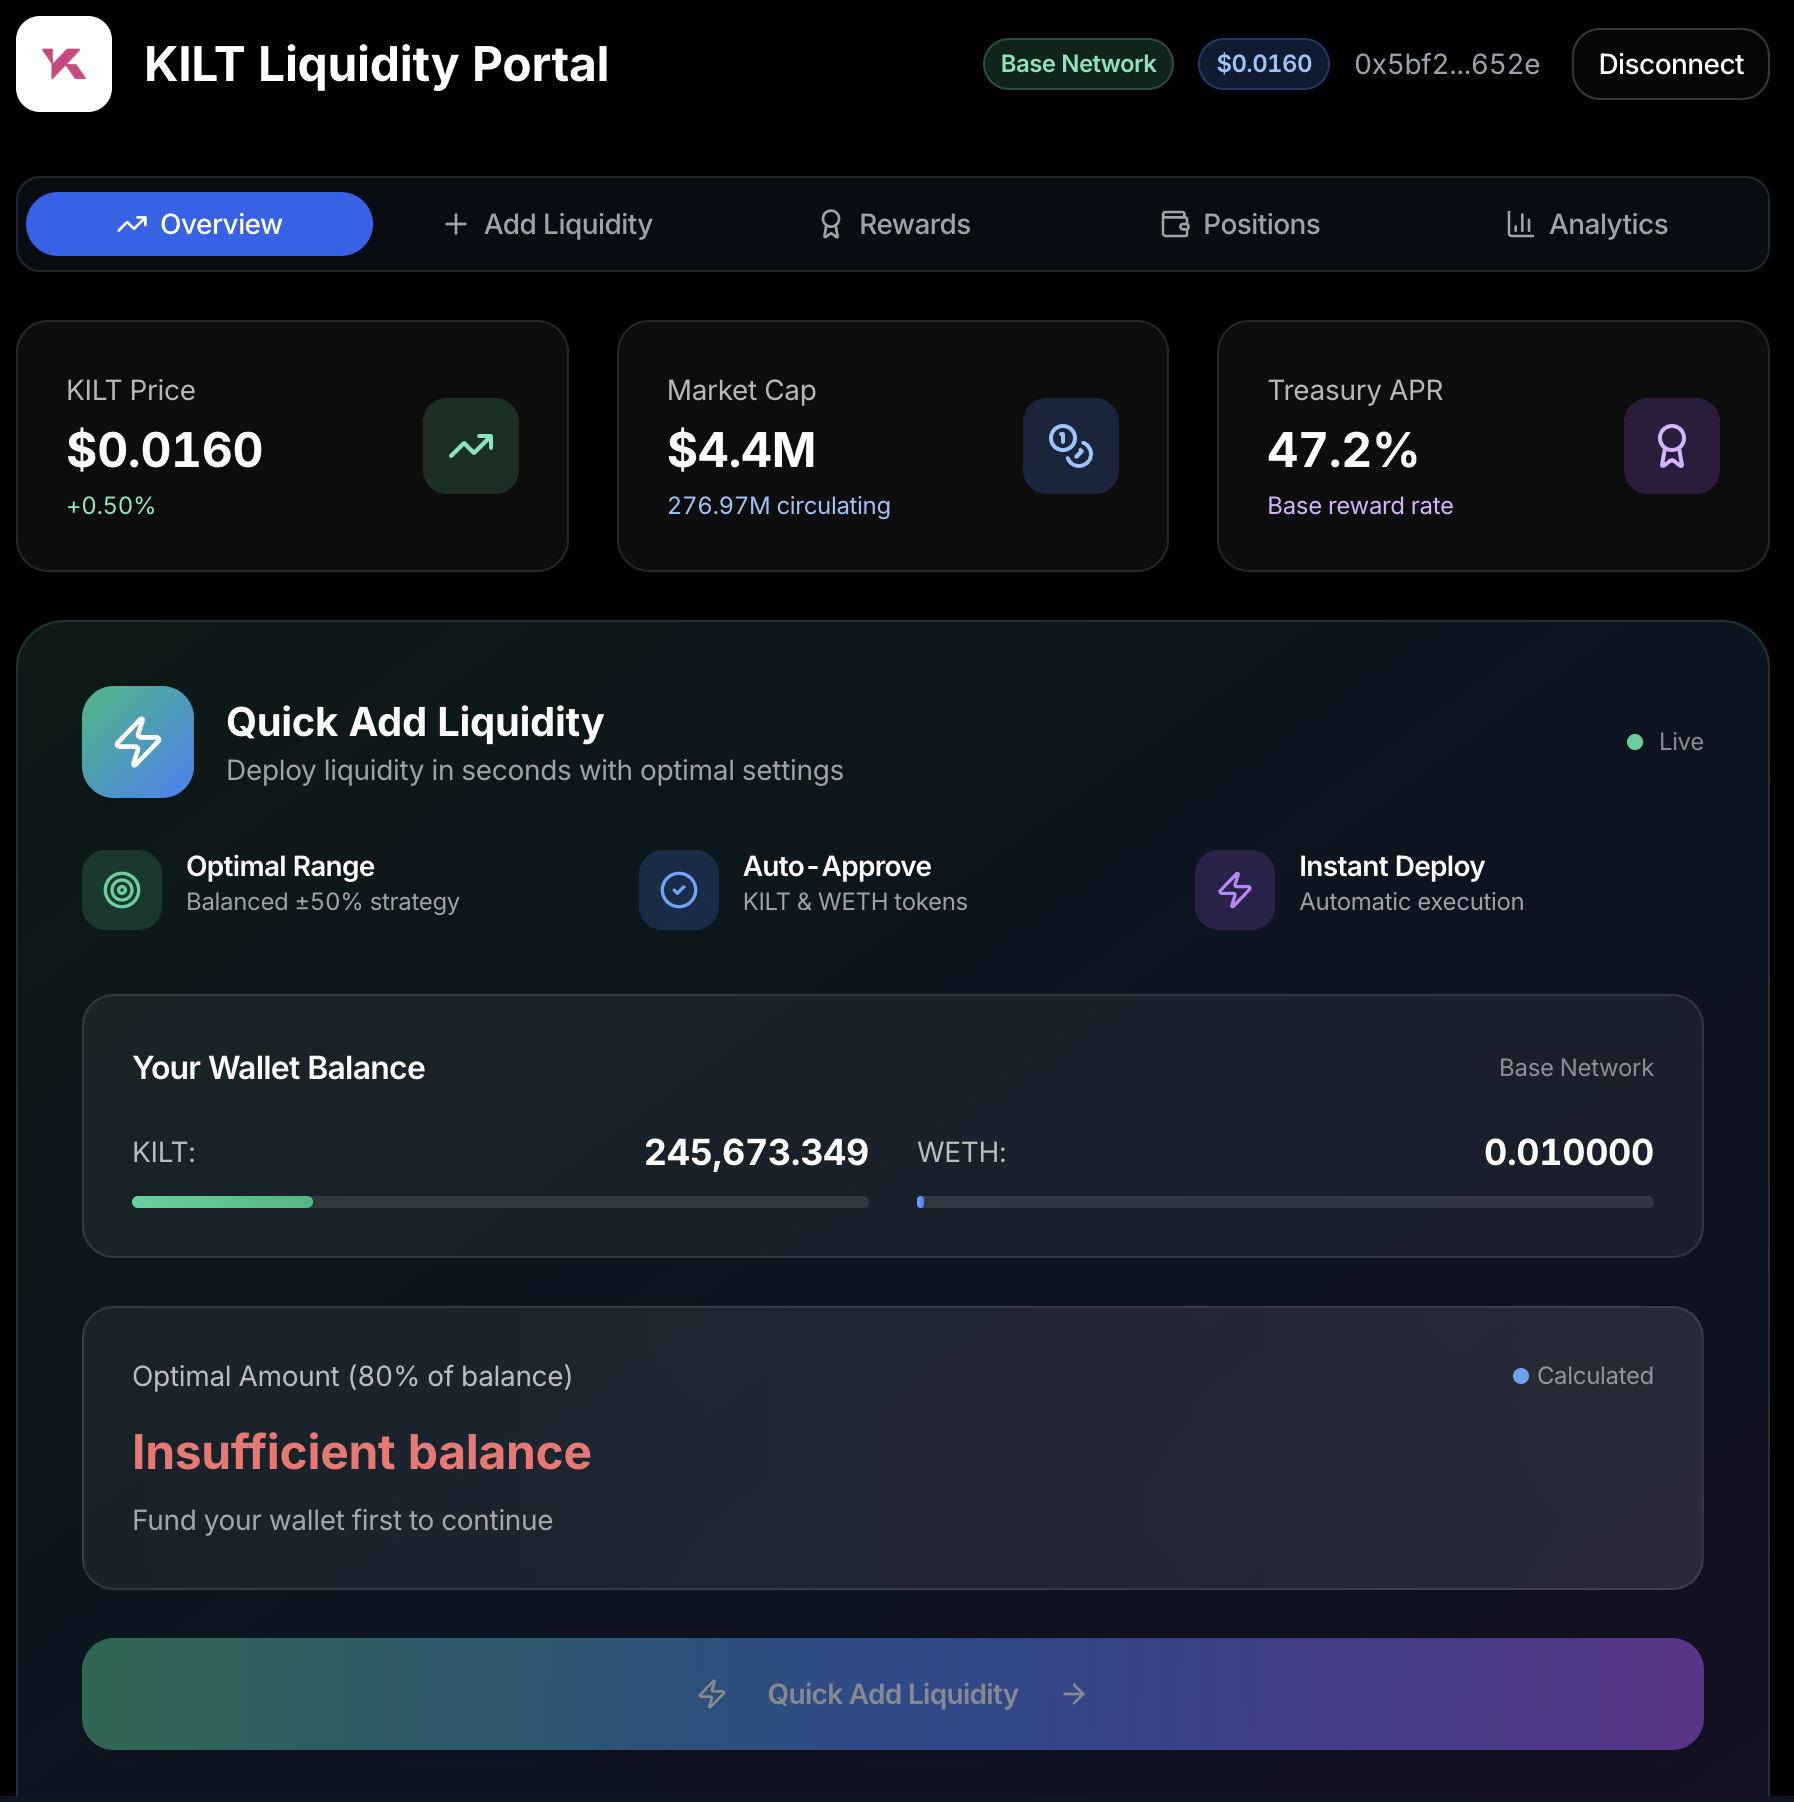 KILT Liquidity Portal
Base Network
$0.0160
0x5bf2...652e
Disconnect
Overview
Add Liquidity
Rewards
Positions
Analytics
KILT Price
$0.0160
+0.50%
Market Cap
$4.4M
276.97M circulating
Treasury APR
47.2%
Base reward rate
Quick Add Liquidity
Deploy liquidity in seconds with optimal settings
Live
Optimal Range
Balanced ±50% strategy
Auto-Approve
KILT & WETH tokens
Instant Deploy
Automatic execution
Your Wallet Balance
Base Network
KILT:
245,673.349
WETH:
0.010000
Optimal Amount (80% of balance)
Calculated
Insufficient balance
Fund your wallet first to continue
Quick Add Liquidity